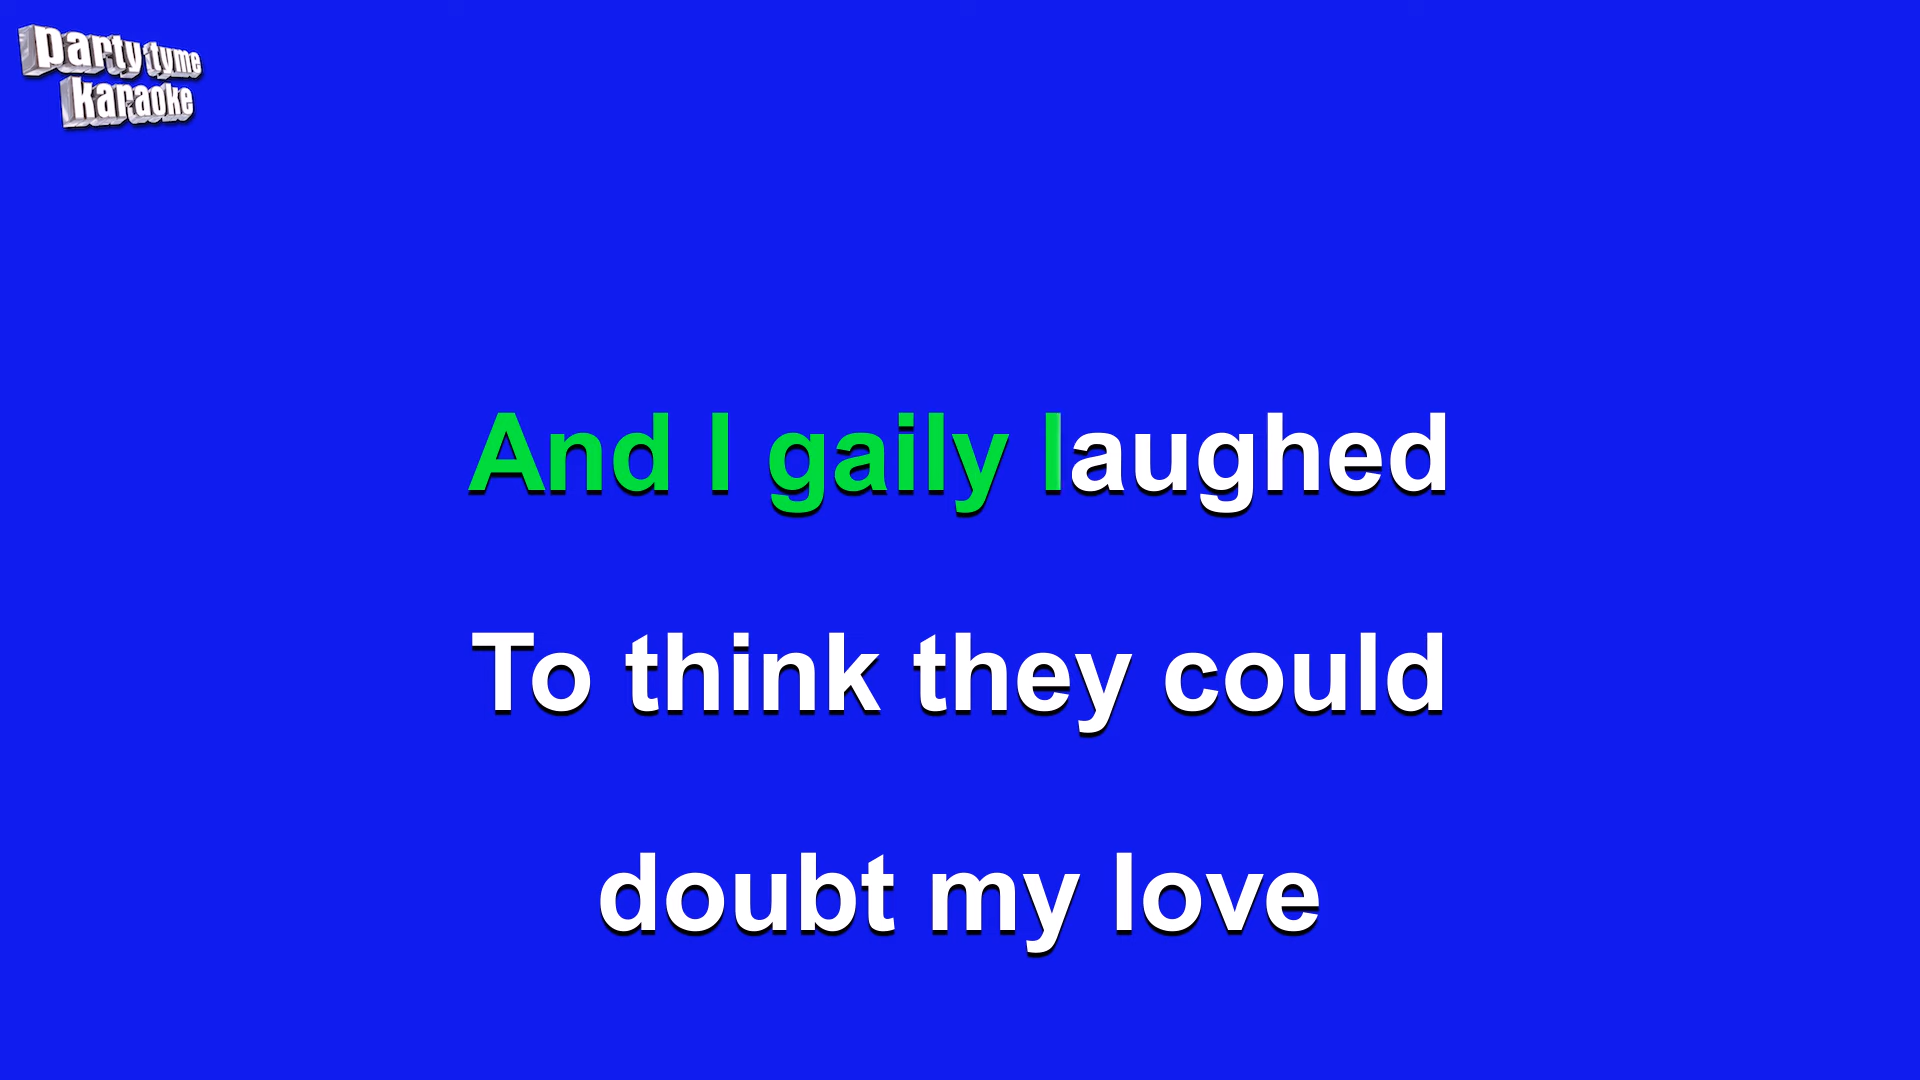 party tyme
karaoke
And I gaily laughed
To think they could
doubt my love